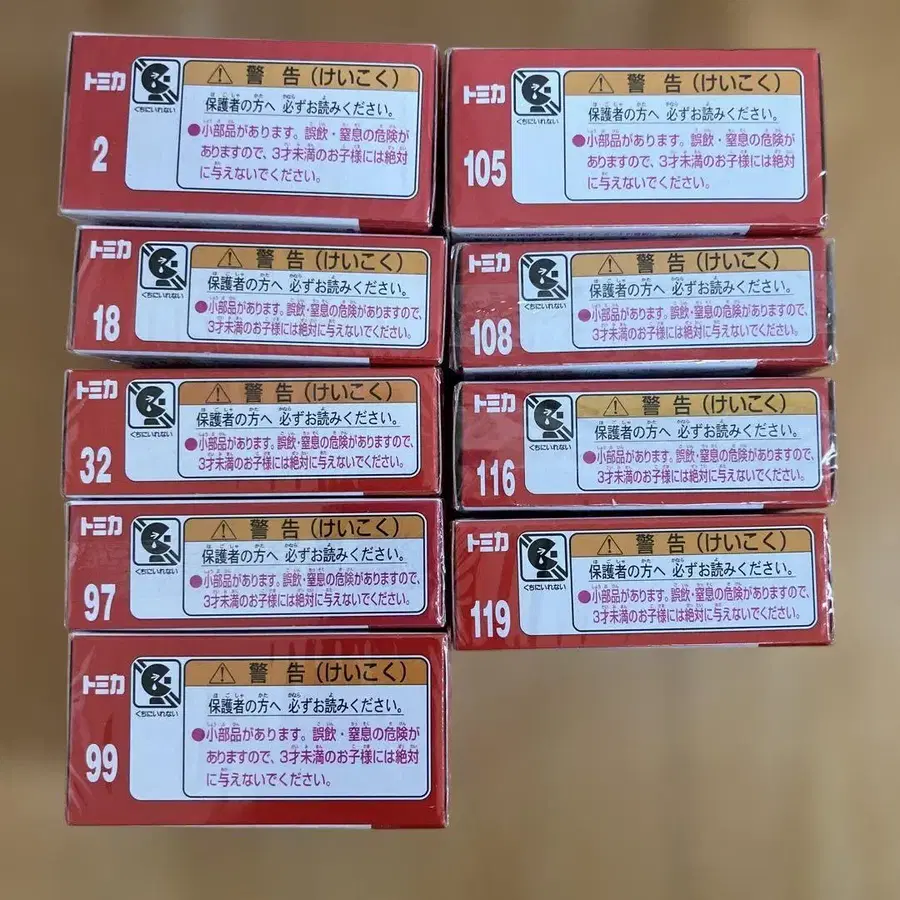 トミカ
2
くちにいれない
⚠ 警告(けいこく)
保護者の方へ 必ずお読みください。
●小部品があります。誤飲・窒息の危険が
ありますので、3才未満のお子様には絶対
に与えないでください。
トミカ
18
くちにいれない
⚠ 警告(けいこく)
保護者の方へ 必ずお読みください。
●小部品があります。誤飲・窒息の危険がありますので、
3才未満のお子様には絶対に与えないでください。
トミカ
32
くちにいれない
⚠ 警告(けいこく)
保護者の方へ 必ずお読みください。
●小部品があります。誤飲・窒息の危険がありますので、
3才未満のお子様には絶対に与えないでください。
トミカ
97
くちにいれない
⚠ 警告(けいこく)
保護者の方へ 必ずお読みください。
●小部品があります。誤飲・窒息の危険がありますので、
3才未満のお子様には絶対に与えないでください。
トミカ
99
くちにいれない
⚠ 警告(けいこく)
保護者の方へ 必ずお読みください。
●小部品があります。誤飲・窒息の危険が
ありますので、3才未満のお子様には絶対
に与えないでください。
トミカ
105
くちにいれない
⚠ 警告(けいこく)
保護者の方へ 必ずお読みください。
●小部品があります。誤飲・窒息の危険が
ありますので、3才未満のお子様には絶対
に与えないでください。
トミカ
108
くちにいれない
⚠ 警告(けいこく)
保護者の方へ 必ずお読みください。
●小部品があります。誤飲・窒息の危険がありますので、
3才未満のお子様には絶対に与えないでください。
トミカ
116
くちにいれない
⚠ 警告(けいこく)
保護者の方へ 必ずお読みください。
●小部品があります。誤飲・窒息の危険がありますので、
3才未満のお子様には絶対に与えないでください。
トミカ
119
くちにいれない
⚠ 警告(けいこく)
保護者の方へ 必ずお読みください。
●小部品があります。誤飲・窒息の危険がありますので、
3才未満のお子様には絶対に与えないでください。